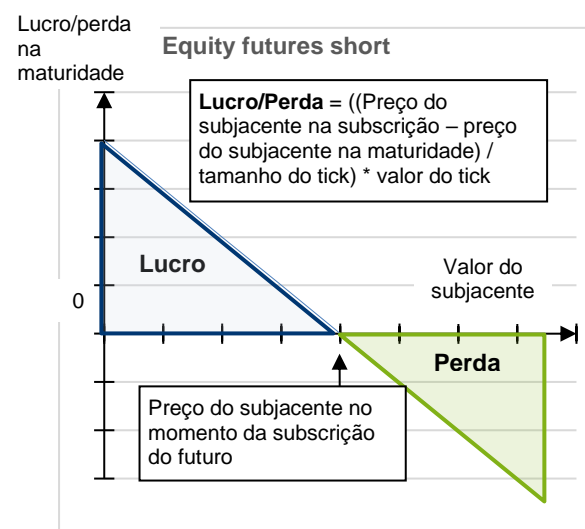 Lucro/perda
na
maturidade
Equity futures short
Lucro/Perda = ((Preço do
subjacente na subscrição – preço
do subjacente na maturidade) /
tamanho do tick) * valor do tick
Lucro
Valor do
subjacente
0
Perda
Preço do subjacente no
momento da subscrição
do futuro